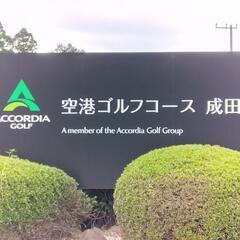 ACCORDIA
GOLF
空港ゴルフコース 成田
A member of the Accordia Golf Group